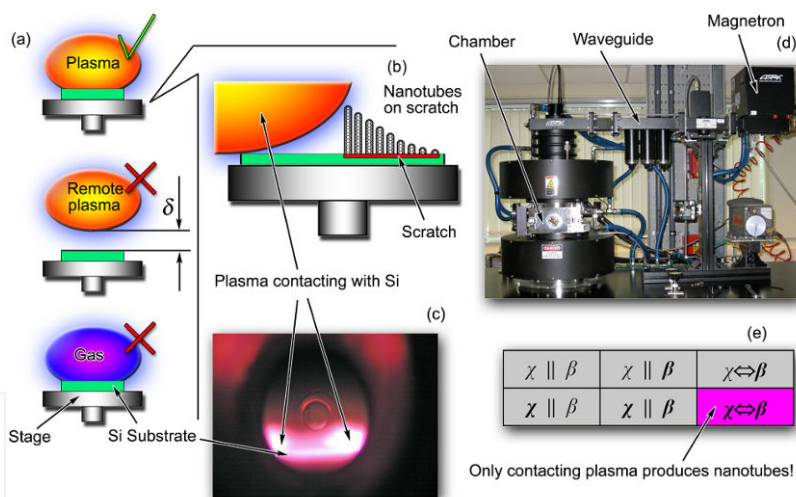 (a)
Plasma
Remote
plasma
δ
Gas
Stage
Si Substrate
(b)
Nanotubes
on scratch
Scratch
Plasma contacting with Si
(c)
Chamber
Waveguide
Magnetron
(d)
(e)
χ || β χ || β χ⇔β
χ || β χ || β χ⇔β
Only contacting plasma produces nanotubes!